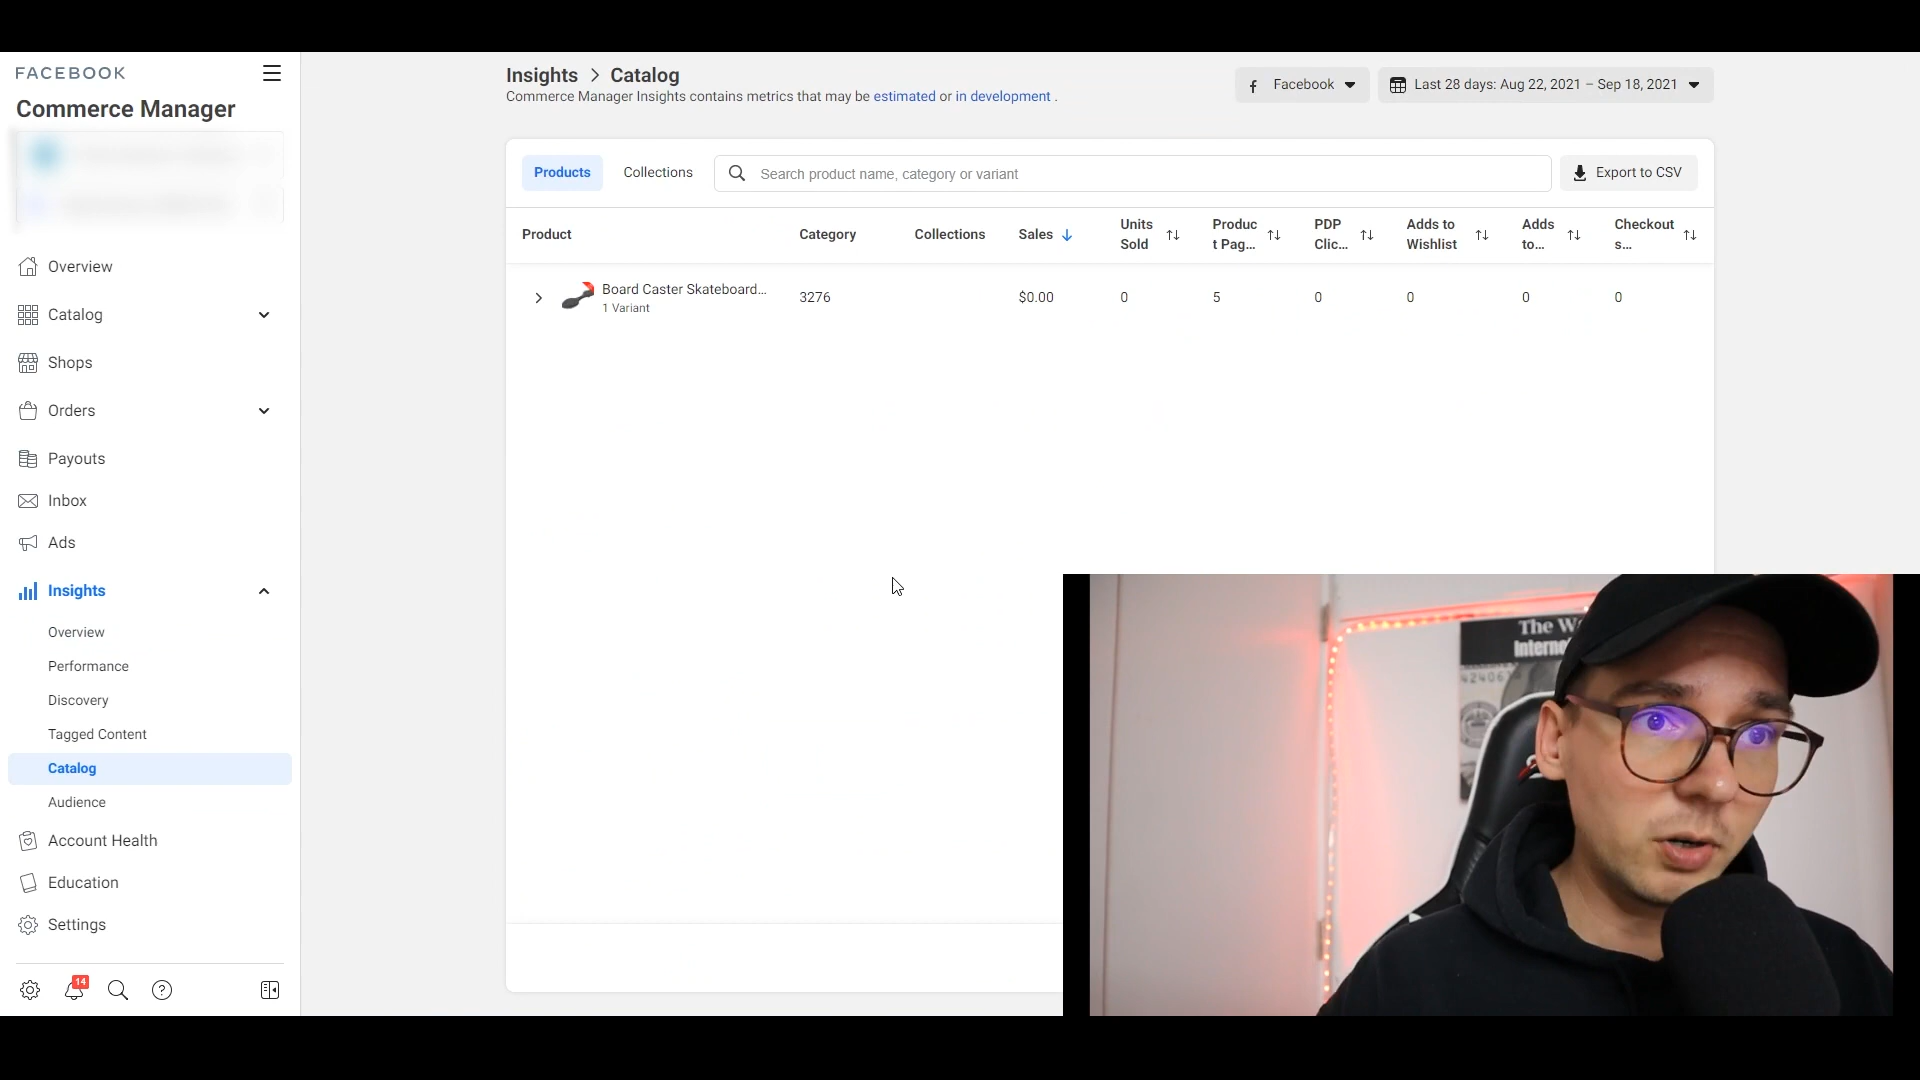 FACEBOOK
Commerce Manager
Overview
Catalog
Shops
Orders
Payouts
Inbox
Ads
Insights
Overview
Performance
Discovery
Tagged Content
Catalog
Audience
Account Health
Education
Settings
14
Insights > Catalog
Commerce Manager Insights contains metrics that may be estimated or in development .
Facebook
Last 28 days: Aug 22, 2021 – Sep 18, 2021
Products
Collections
Search product name, category or variant
Export to CSV
Product
Category
Collections
Sales
Units
Sold
Produc
t Pag...
PDP
Clic...
Adds to
Wishlist
Adds
to...
Checkout
s...
Board Caster Skateboard...
1 Variant
3276
$0.00
0
5
0
0
0
0
The W
Interno